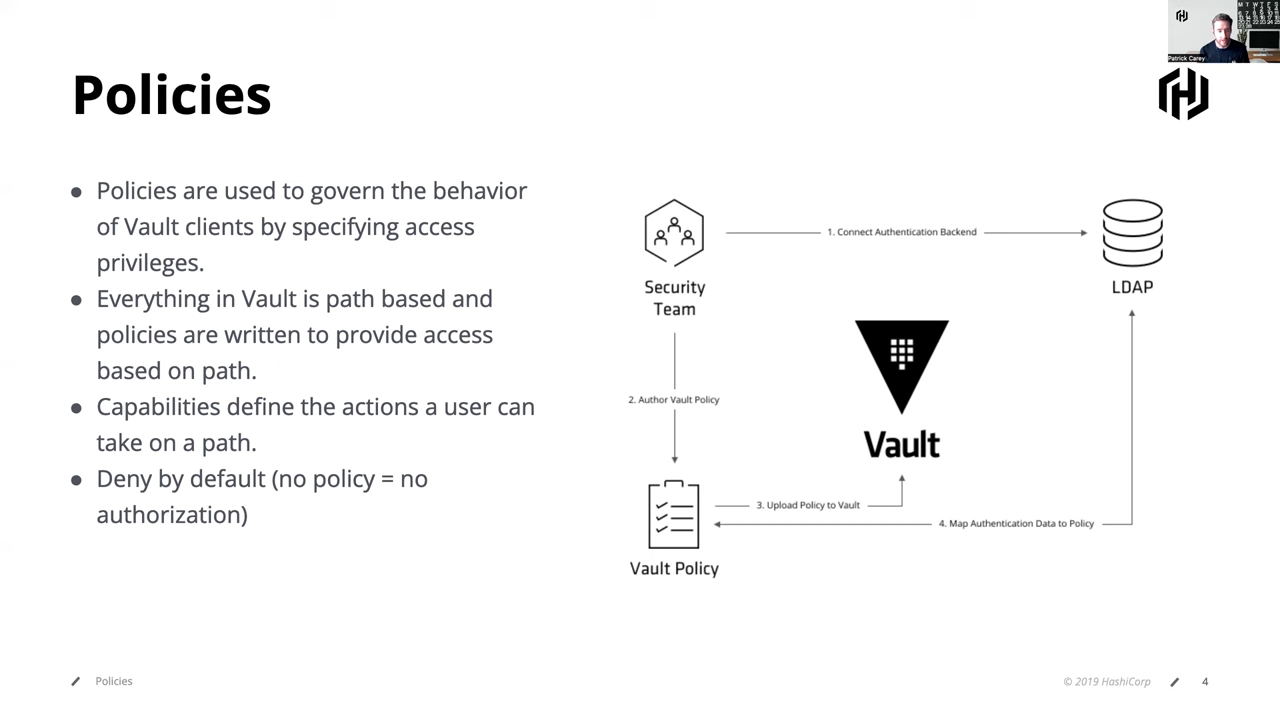 Patrick Carey
Policies
● Policies are used to govern the behavior
of Vault clients by specifying access
privileges.
● Everything in Vault is path based and
policies are written to provide access
based on path.
● Capabilities define the actions a user can
take on a path.
● Deny by default (no policy = no
authorization)
1. Connect Authentication Backend
Security
Team
LDAP
2. Author Vault Policy
Vault
3. Upload Policy to Vault
4. Map Authentication Data to Policy
Vault Policy
Policies
© 2019 HashiCorp
4